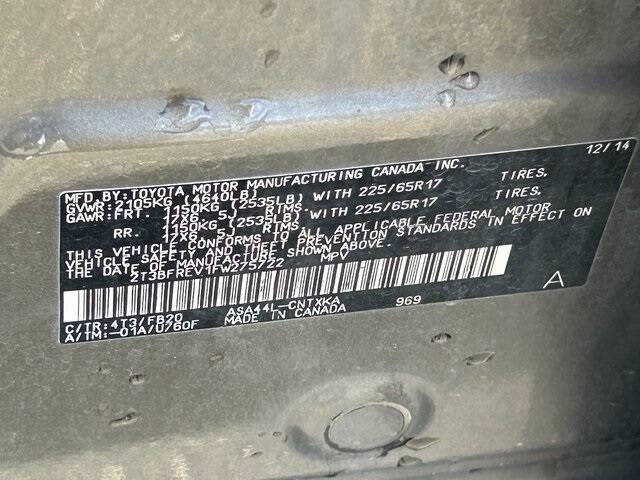 12/14
MFD. BY: TOYOTA MOTOR MANUFACTURING CANADA INC.
GVWR: 2105KG (4640LB)
GAWR: FRT. 1150KG (2535LB) WITH 225/65R17 TIRES,
17X6.5J RIMS,
RR. 1150KG (2535LB) WITH 225/65R17 TIRES,
17X6.5J RIMS,
THIS VEHICLE CONFORMS TO ALL APPLICABLE FEDERAL MOTOR
VEHICLE SAFETY, THEFT PREVENTION STANDARDS IN EFFECT ON
THE DATE OF MANUFACTURE SHOWN ABOVE.
2T3BFREV1FW275722 MPV
C/TR: 4T3/FB20 ASA44L-CNTXKA 969 A
A/TM: -01A/U760F MADE IN CANADA